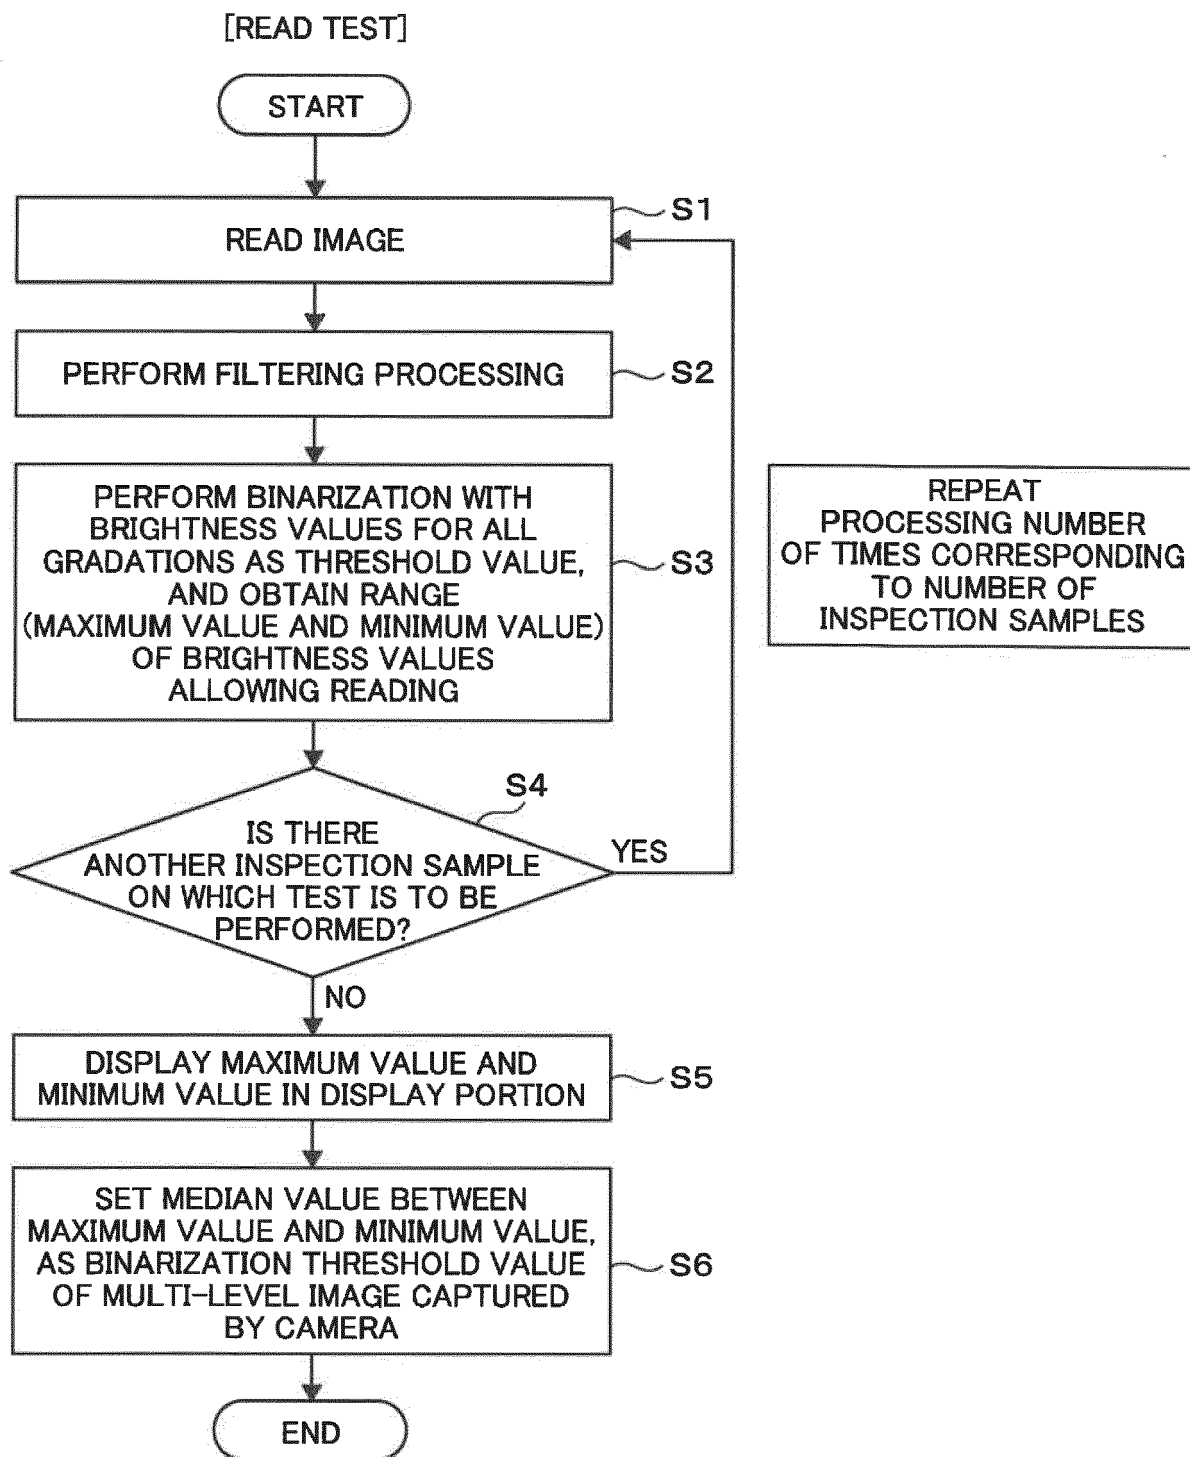 [READ TEST]
START
S1
READ IMAGE
PERFORM FILTERING PROCESSING
S2
PERFORM BINARIZATION WITH
BRIGHTNESS VALUES FOR ALL
GRADATIONS AS THRESHOLD VALUE,
AND OBTAIN RANGE
(MAXIMUM VALUE AND MINIMUM VALUE)
OF BRIGHTNESS VALUES
ALLOWING READING
S3
REPEAT
PROCESSING NUMBER
OF TIMES CORRESPONDING
TO NUMBER OF
INSPECTION SAMPLES
S4
IS THERE
ANOTHER INSPECTION SAMPLE
ON WHICH TEST IS TO BE
PERFORMED?
YES
NO
DISPLAY MAXIMUM VALUE AND
MINIMUM VALUE IN DISPLAY PORTION
S5
SET MEDIAN VALUE BETWEEN
MAXIMUM VALUE AND MINIMUM VALUE,
AS BINARIZATION THRESHOLD VALUE
OF MULTI-LEVEL IMAGE CAPTURED
BY CAMERA
S6
END